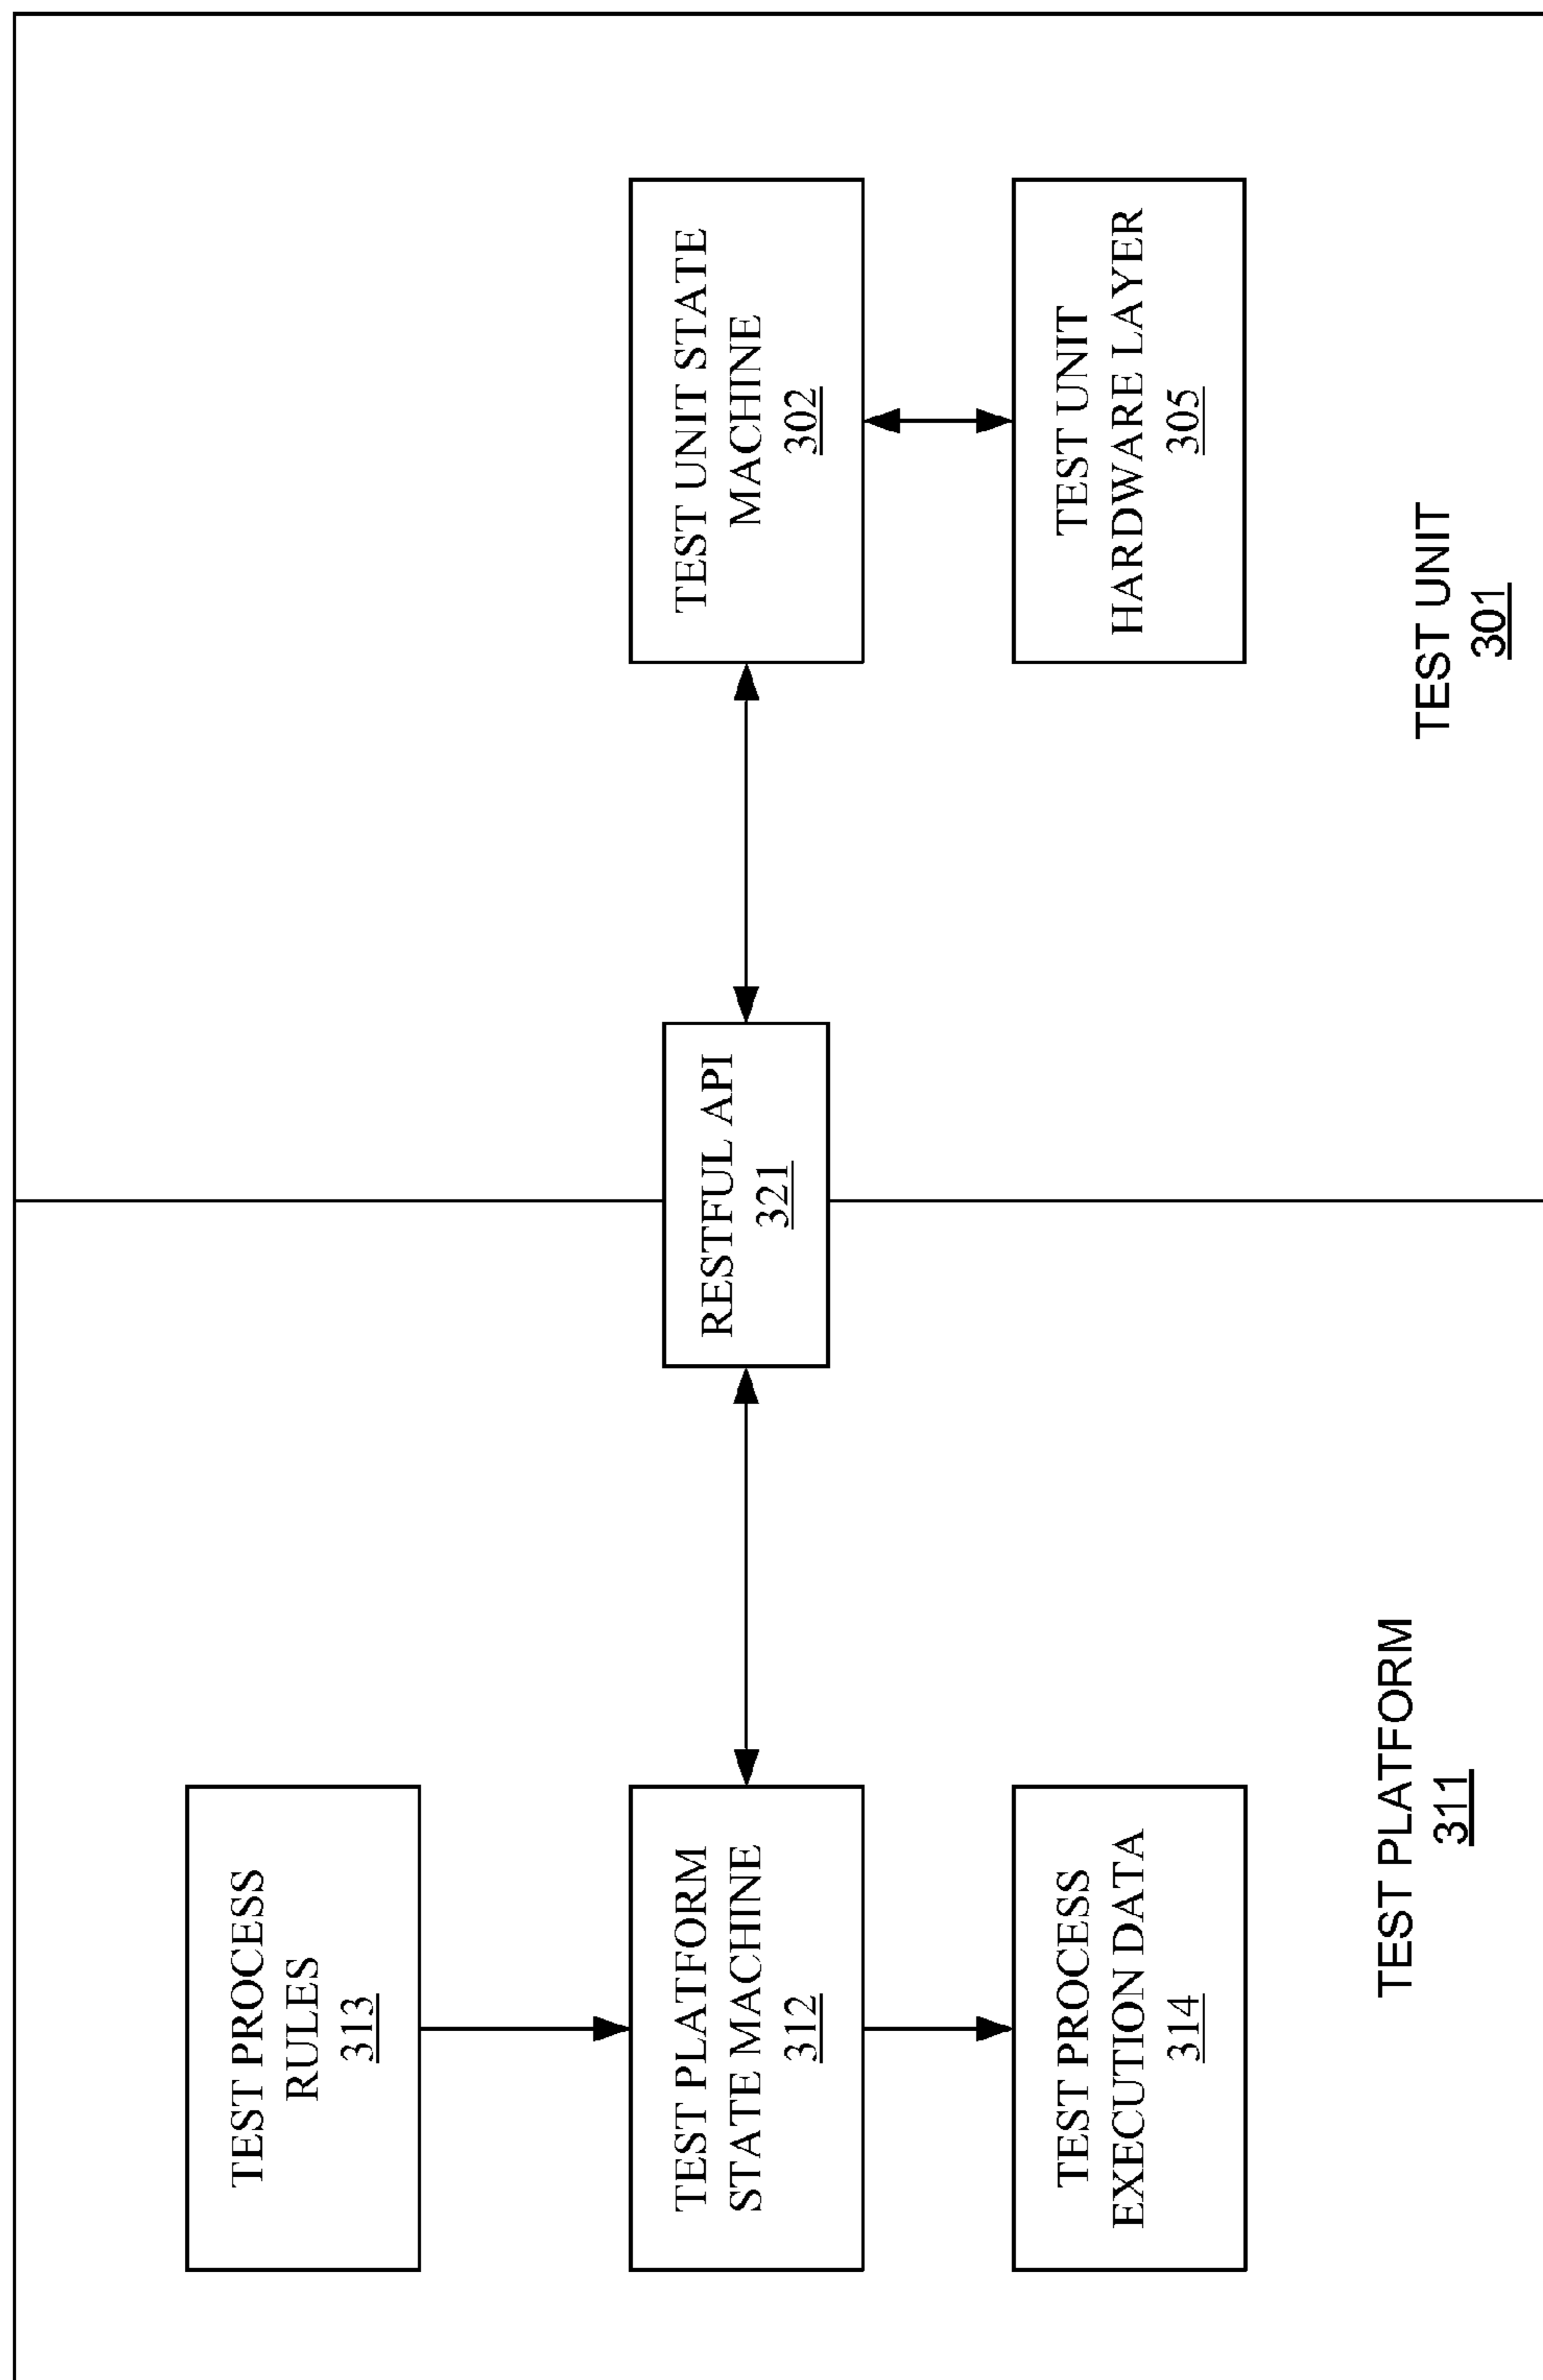 TEST PROCESS
RULES
313
TEST PLATFORM
STATE MACHINE
312
TEST PROCESS
EXECUTION DATA
314
TEST PLATFORM
311
RESTFUL API
321
TEST UNIT STATE
MACHINE
302
TEST UNIT
HARDWARE LAYER
305
TEST UNIT
301